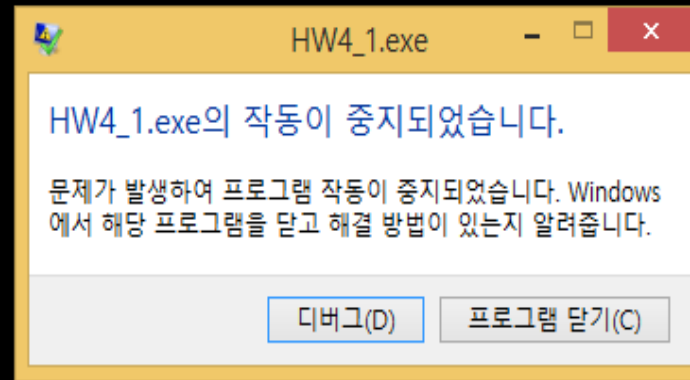 HW4_1.exe
HW4_1.exe의 작동이 중지되었습니다.
문제가 발생하여 프로그램 작동이 중지되었습니다. Windows
에서 해당 프로그램을 닫고 해결 방법이 있는지 알려줍니다.
디버그(D) 프로그램 닫기(C)